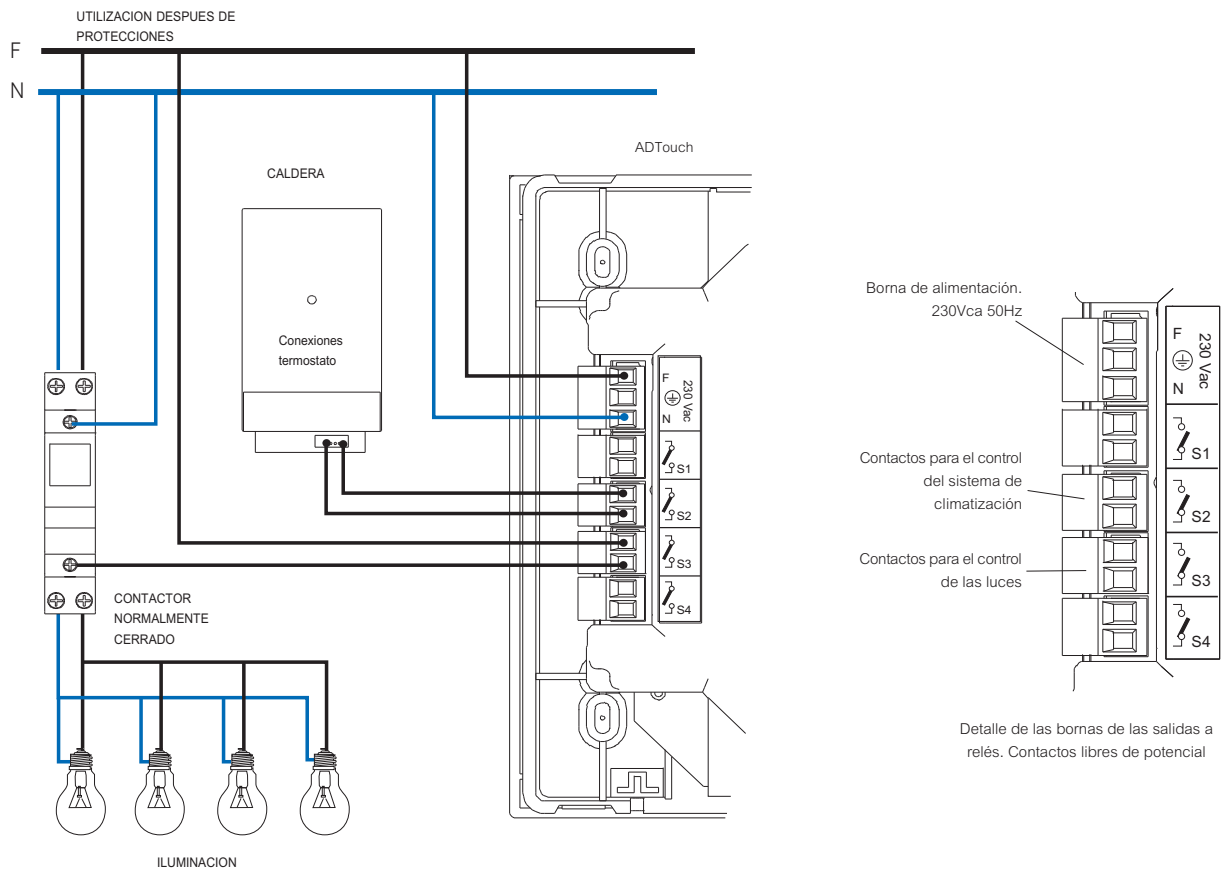 UTILIZACION DESPUES DE
PROTECCIONES
F
N
ADTouch
CALDERA
Conexiones
termostato
F
N
230 Vac
S1
S2
S3
S4
CONTACTOR
NORMALMENTE
CERRADO
ILUMINACION
Borna de alimentación.
230Vca 50Hz
Contactos para el control
del sistema de
climatización
Contactos para el control
de las luces
F
N
230 Vac
S1
S2
S3
S4
Detalle de las bornas de las salidas a
relés. Contactos libres de potencial